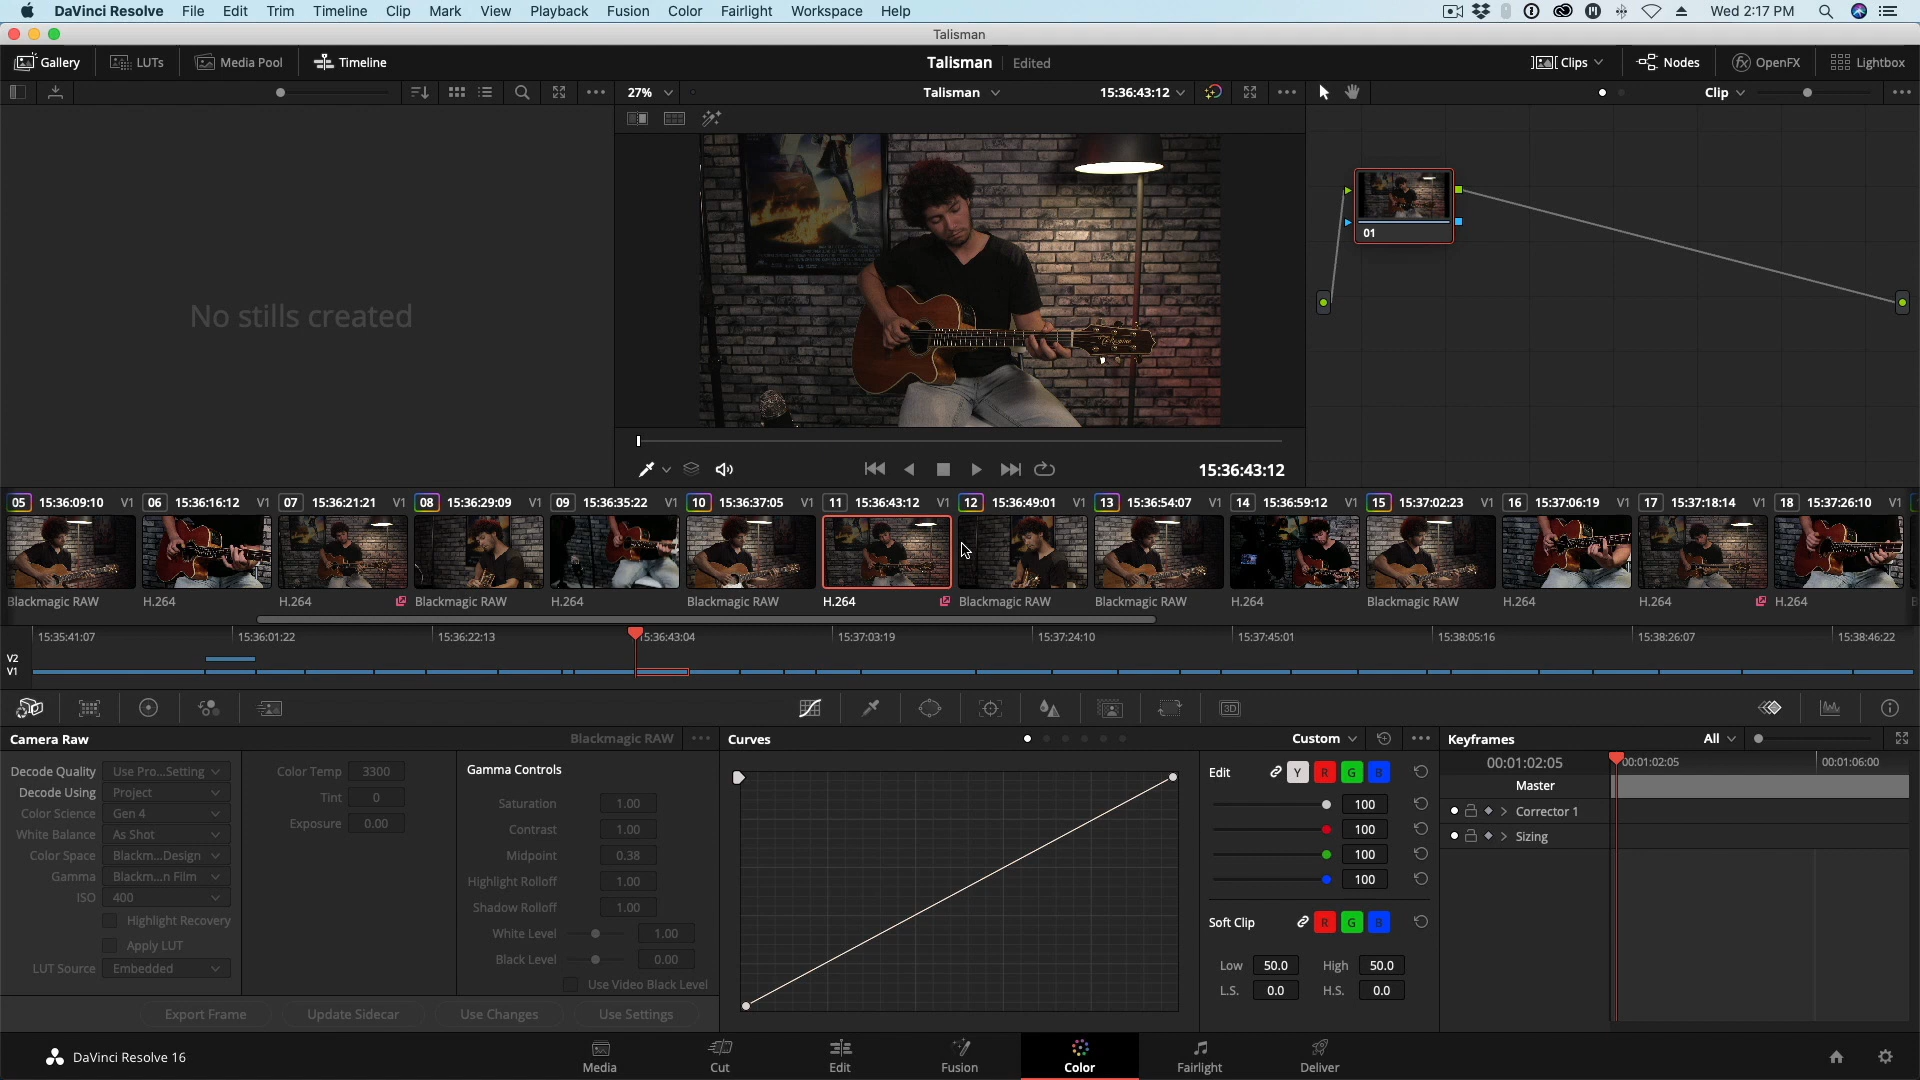 DaVinci Resolve File Edit Trim Timeline Clip Mark View Playback Fusion Color Fairlight Workspace Help Wed 2:17 PM
Talisman
Gallery LUTs Media Pool Timeline Talisman Edited Clips Nodes OpenFX Lightbox
27% Talisman 15:36:43:12 Clip
No stills created
01
15:36:43:12
05 15:36:09:10 V1 06 15:36:16:12 V1 07 15:36:21:21 V1 08 15:36:29:09 V1 09 15:36:35:22 V1 10 15:36:37:05 V1 11 15:36:43:12 V1 12 15:36:49:01 V1 13 15:36:54:07 V1 14 15:36:59:12 V1 15 15:37:02:23 V1 16 15:37:06:19 V1 17 15:37:18:14 V1 18 15:37:26:10 V1
Blackmagic RAW H.264 H.264 Blackmagic RAW H.264 Blackmagic RAW H.264 Blackmagic RAW Blackmagic RAW H.264 Blackmagic RAW H.264 H.264 H.264
15:35:41:07 15:36:01:22 15:36:22:13 15:36:43:04 15:37:03:19 15:37:24:10 15:37:45:01 15:38:05:16 15:38:26:07 15:38:46:22
V2
V1
3D
Camera Raw Blackmagic RAW Curves Custom Keyframes All
Decode Quality Use Pro...Setting
Decode Using Project
Color Science Gen 4
White Balance As Shot
Color Space Blackm...Design
Gamma Blackm...n Film
ISO 400
Highlight Recovery
Apply LUT
LUT Source Embedded
Color Temp 3300
Tint 0
Exposure 0.00
Gamma Controls
Saturation 1.00
Contrast 1.00
Midpoint 0.38
Highlight Rolloff 1.00
Shadow Rolloff 1.00
White Level 1.00
Black Level 0.00
Use Video Black Level
Export Frame Update Sidecar Use Changes Use Settings
Edit Y R G B
100
100
100
100
Soft Clip R G B
Low 50.0 High 50.0
L.S. 0.0 H.S. 0.0
00:01:02:05 00:01:02:05 00:01:06:00
Master
Corrector 1
Sizing
DaVinci Resolve 16 Media Cut Edit Fusion Color Fairlight Deliver